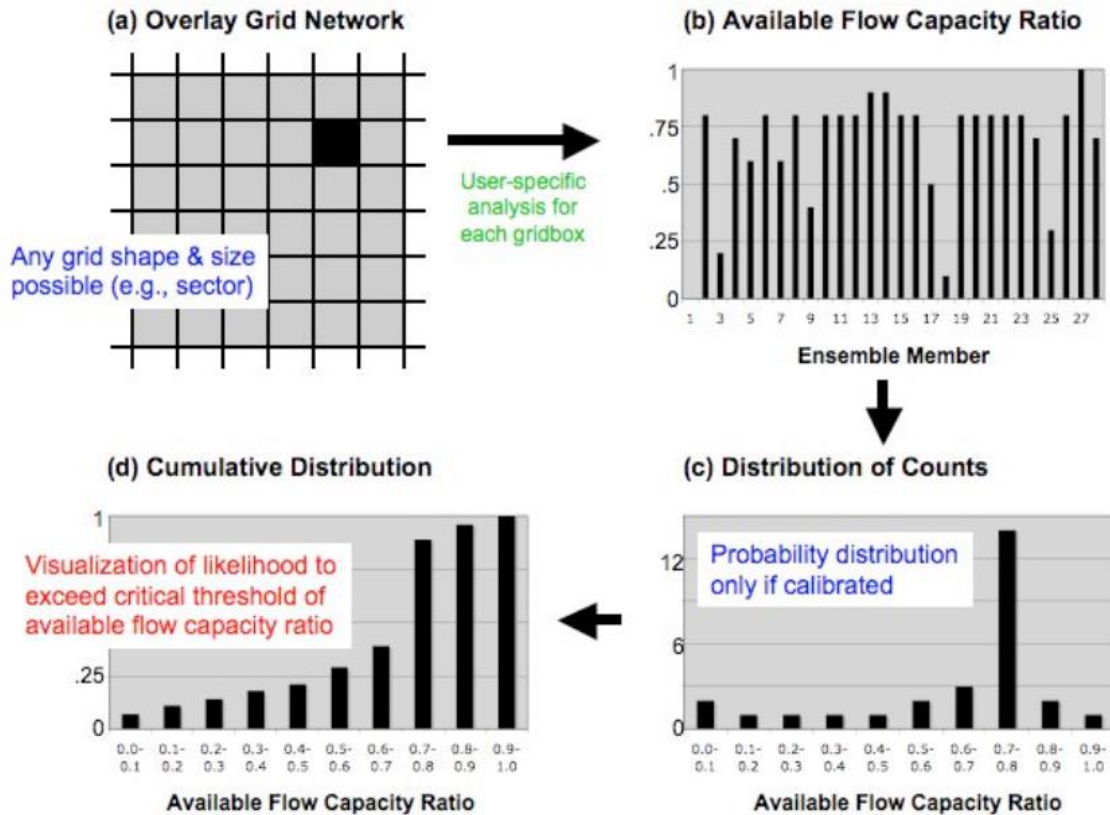 (a) Overlay Grid Network
Any grid shape & size
possible (e.g., sector)
User-specific
analysis for
each gridbox
(b) Available Flow Capacity Ratio
1
.75
.5
.25
0
1 3 5 7 9 11 13 15 17 19 21 23 25 27
Ensemble Member
(d) Cumulative Distribution
1
Visualization of likelihood to
exceed critical threshold of
available flow capacity ratio
.25
0
0.0- 0.1- 0.2- 0.3- 0.4- 0.5- 0.6- 0.7- 0.8- 0.9-
0.1 0.2 0.3 0.4 0.5 0.6 0.7 0.8 0.9 1.0
Available Flow Capacity Ratio
(c) Distribution of Counts
Probability distribution
only if calibrated
12
6
0
0.0- 0.1- 0.2- 0.3- 0.4- 0.5- 0.6- 0.7- 0.8- 0.9-
0.1 0.2 0.3 0.4 0.5 0.6 0.7 0.8 0.9 1.0
Available Flow Capacity Ratio